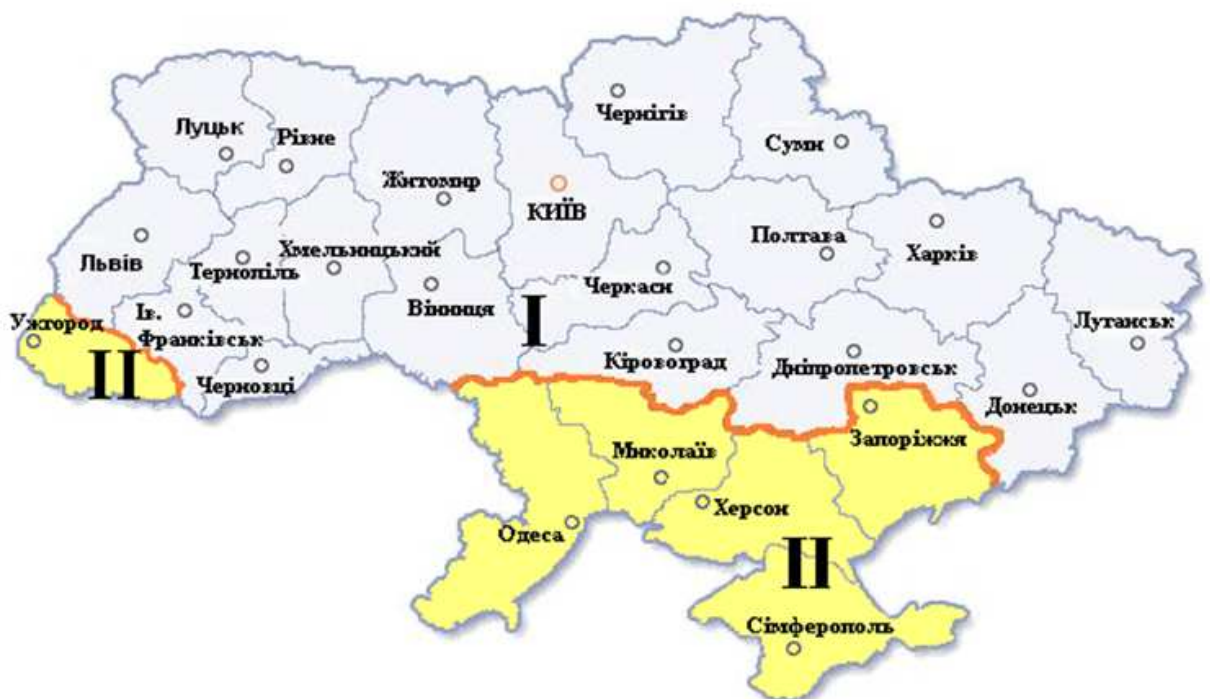 Чернігів
Луцьк
Рівне
Суми
Житомир
КИЇВ
Львів
Тернопіль
Хмельницький
Полтава
Харків
Вінниця
Черкаси
I
Ужгород
Ів.
Франківськ
II
Черновці
Кіровоград
Дніпропетровськ
Луганськ
Донецьк
Запоріжжя
Миколаїв
Херсон
Одеса
II
Сімферополь